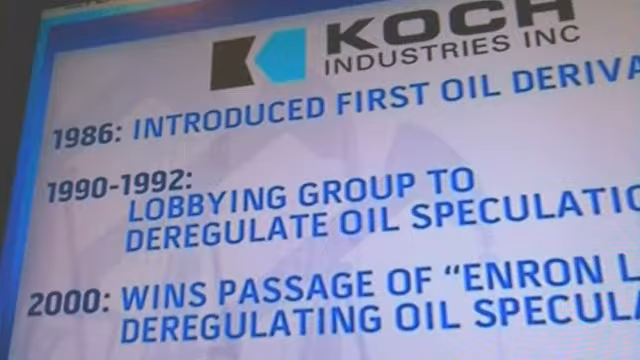 KOCH
INDUSTRIES INC
1986: INTRODUCED FIRST OIL DERIVA
1990-1992:
LOBBYING GROUP TO
DEREGULATE OIL SPECULATIO
2000: WINS PASSAGE OF “ENRON L
DEREGULATING OIL SPECULA